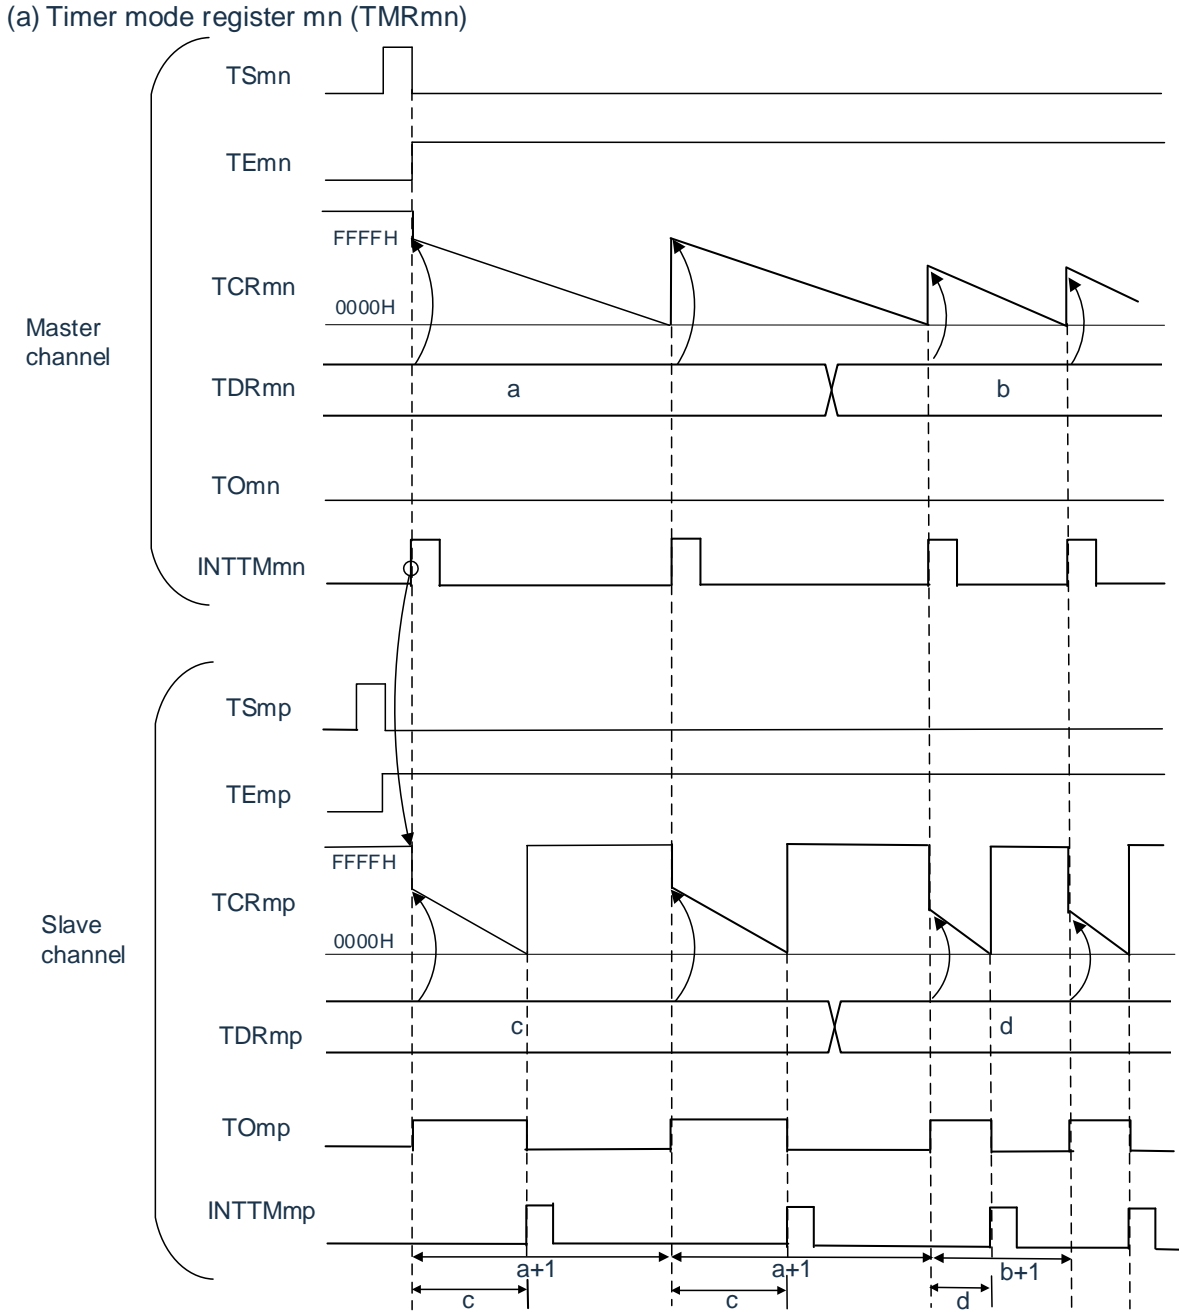 (a) Timer mode register mn (TMRmn)
TSmn
TEmn
FFFFH
TCRmn
0000H
Master
channel
TDRmn
a
b
TOmn
INTTMmn
TSmp
TEmp
FFFFH
TCRmp
0000H
Slave
channel
TDRmp
c
d
TOmp
INTTMmp
a+1
a+1
b+1
c
c
d